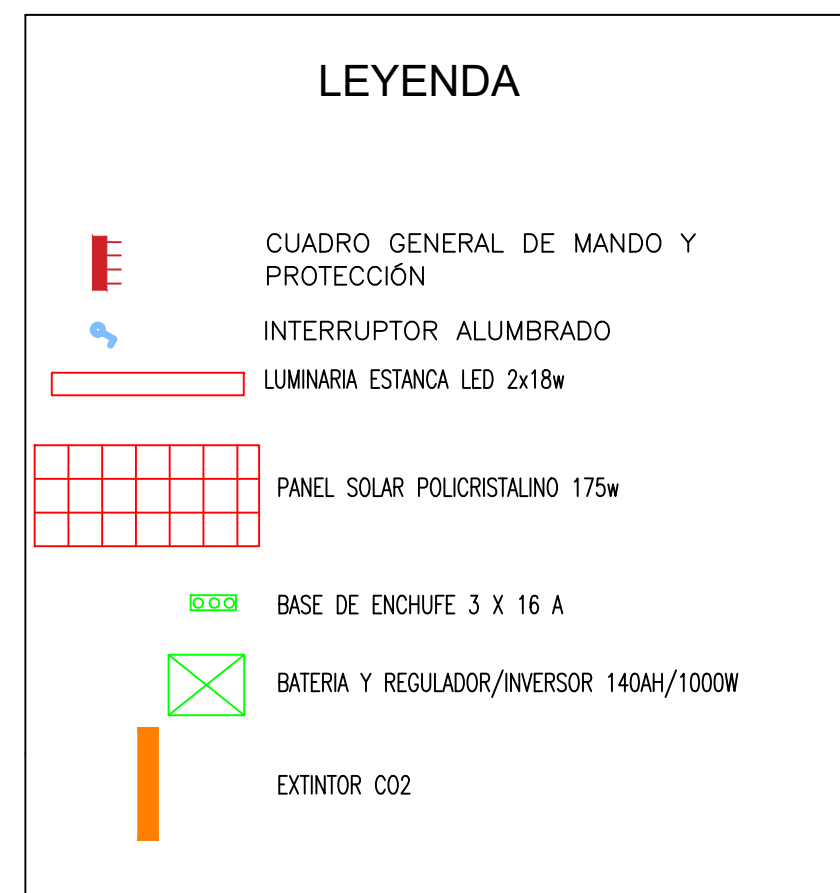 LEYENDA
CUADRO GENERAL DE MANDO Y
PROTECCIÓN
INTERRUPTOR ALUMBRADO
LUMINARIA ESTANCA LED 2x18w
PANEL SOLAR POLICRISTALINO 175w
BASE DE ENCHUFE 3 X 16 A
BATERIA Y REGULADOR/INVERSOR 140AH/1000W
EXTINTOR CO2